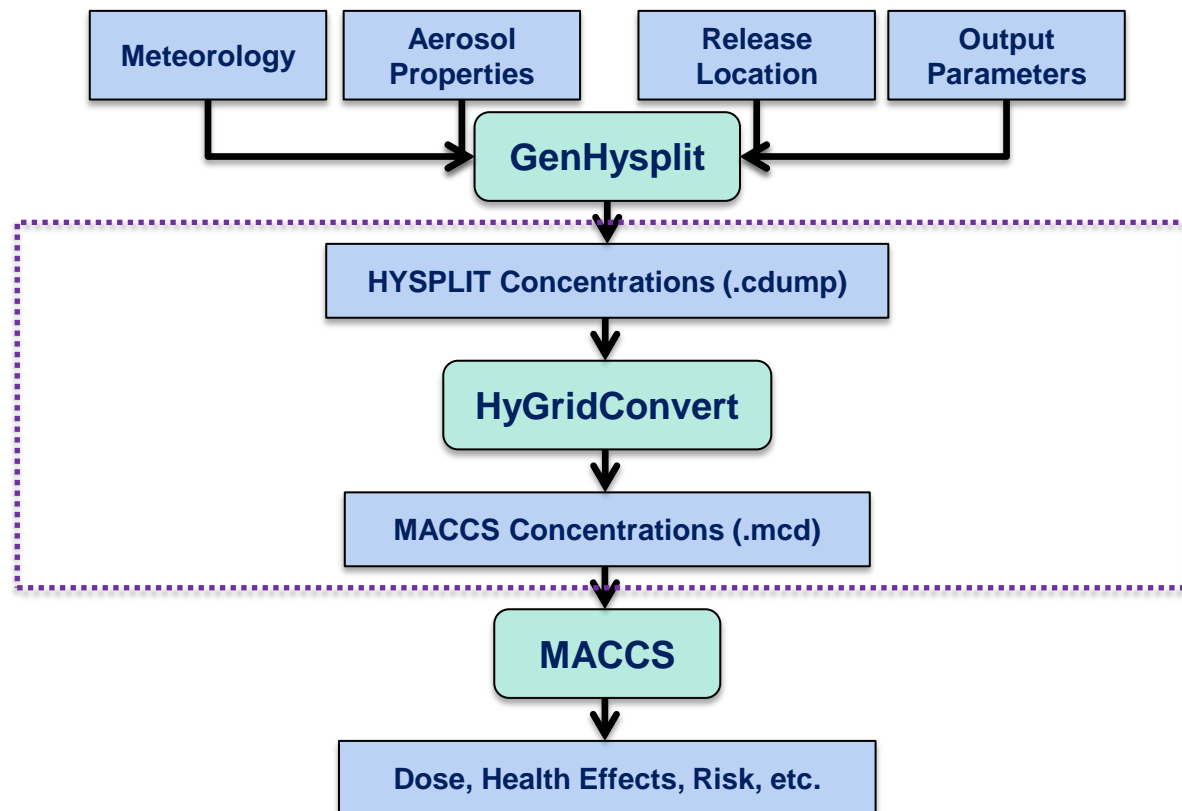 Meteorology
Aerosol
Properties
Release
Location
Output
Parameters
GenHysplit
HYSPLIT Concentrations (.cdump)
HyGridConvert
MACCS Concentrations (.mcd)
MACCS
Dose, Health Effects, Risk, etc.